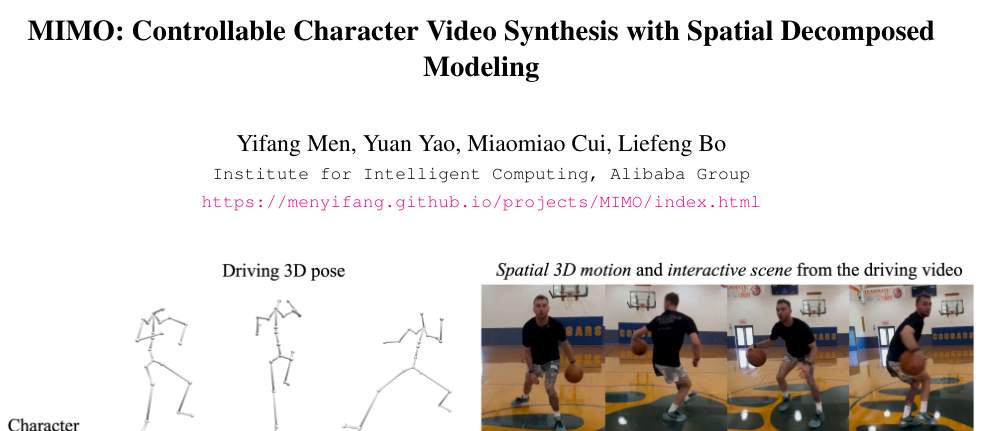 MIMO: Controllable Character Video Synthesis with Spatial Decomposed
Modeling
Yifang Men, Yuan Yao, Miaomiao Cui, Liefeng Bo
Institute for Intelligent Computing, Alibaba Group
https://menyifang.github.io/projects/MIMO/index.html
Driving 3D pose
Spatial 3D motion and interactive scene from the driving video
Character